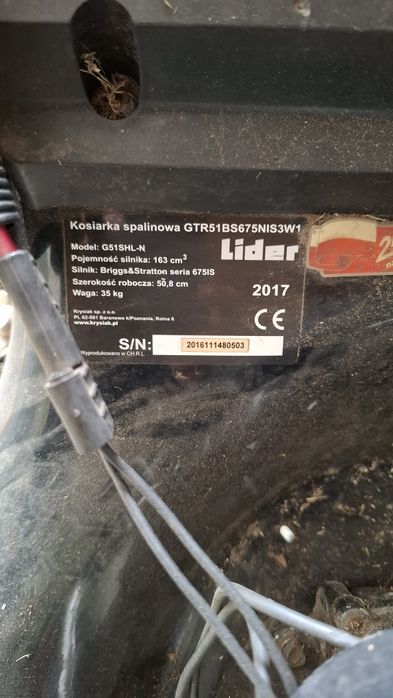 Kosiarka spalinowa GTR51BS675NIS3W1
Model: G51SHL-N
Pojemność silnika: 163 cm³
Silnik: Briggs&Stratton seria 675IS
Szerokość robocza: 50,8 cm
Waga: 35 kg
Lider
2017
Krysiak sp. z o.o.
PL 62-081 Baranowo k/Poznania, Rolna 6
www.krysiak.pl
CE
S/N: 2016111480503
Wyprodukowano w CH.R.L.